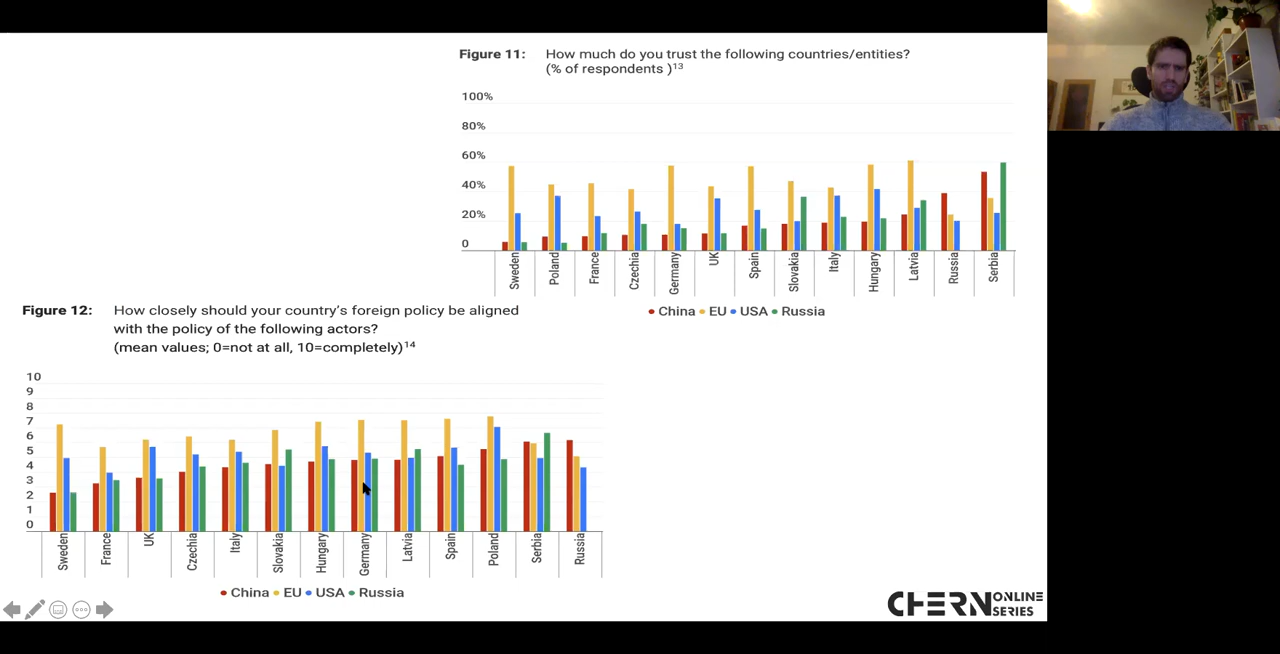 Figure 11: How much do you trust the following countries/entities?
(% of respondents )13
100%
80%
60%
40%
20%
0
Sweden Poland France Czechia Germany UK Spain Slovakia Italy Hungary Latvia Russia Serbia
China EU USA Russia
Figure 12: How closely should your country's foreign policy be aligned
with the policy of the following actors?
(mean values; 0=not at all, 10=completely)14
10
9
8
7
6
5
4
3
2
1
0
Sweden France UK Czechia Italy Slovakia Hungary Germany Latvia Spain Poland Serbia Russia
China EU USA Russia
CHERN ONLINE
SERIES